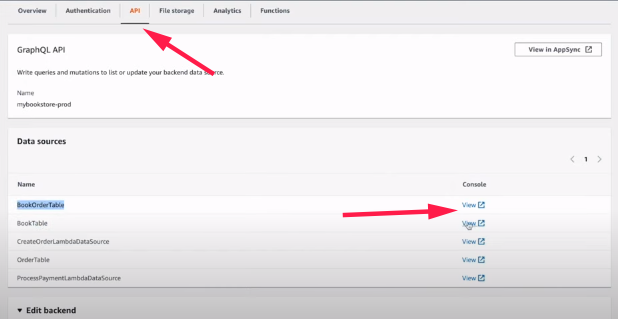 Overview Authentication API File storage Analytics Functions
GraphQL API
View in AppSync
Write queries and mutations to list or update your backend data source.
Name
mybookstore-prod
Data sources
1
Name Console
BookOrderTable View
BookTable View
CreateOrderLambdaDataSource View
OrderTable View
ProcessPaymentLambdaDataSource View
Edit backend